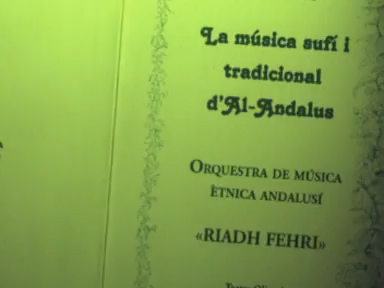 La música sufí i
tradicional
d'Al-Andalus
ORQUESTRA DE MÚSICA
ÈTNICA ANDALUSÍ
«RIADH FEHRI»